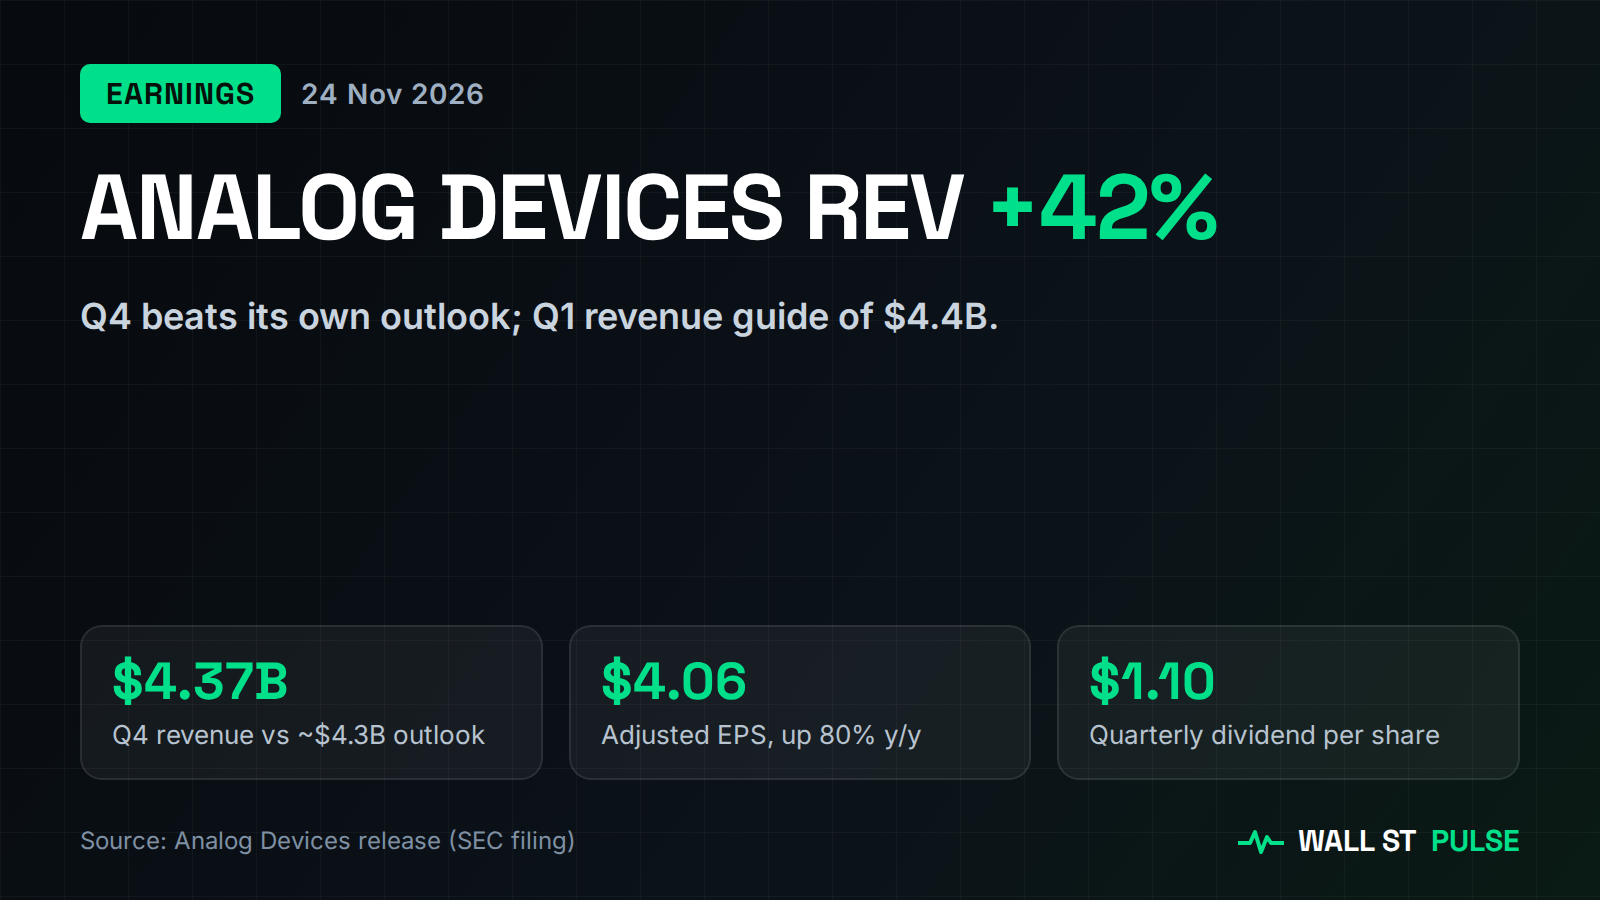 EARNINGS 24 Nov 2026
ANALOG DEVICES REV +42%
Q4 beats its own outlook; Q1 revenue guide of $4.4B.
$4.37B
Q4 revenue vs ~$4.3B outlook
$4.06
Adjusted EPS, up 80% y/y
$1.10
Quarterly dividend per share
Source: Analog Devices release (SEC filing)
WALL ST PULSE